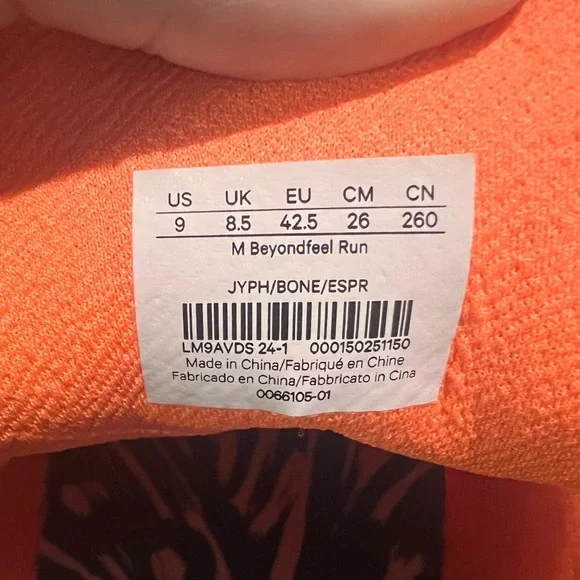 US UK EU CM CN
9 8.5 42.5 26 260
M Beyondfeel Run
JYPH/BONE/ESPR
LM9AVDS 24-1 000150251150
Made in China/Fabriqué en Chine
Fabricado en China/Fabbricato in Cina
0066105-01